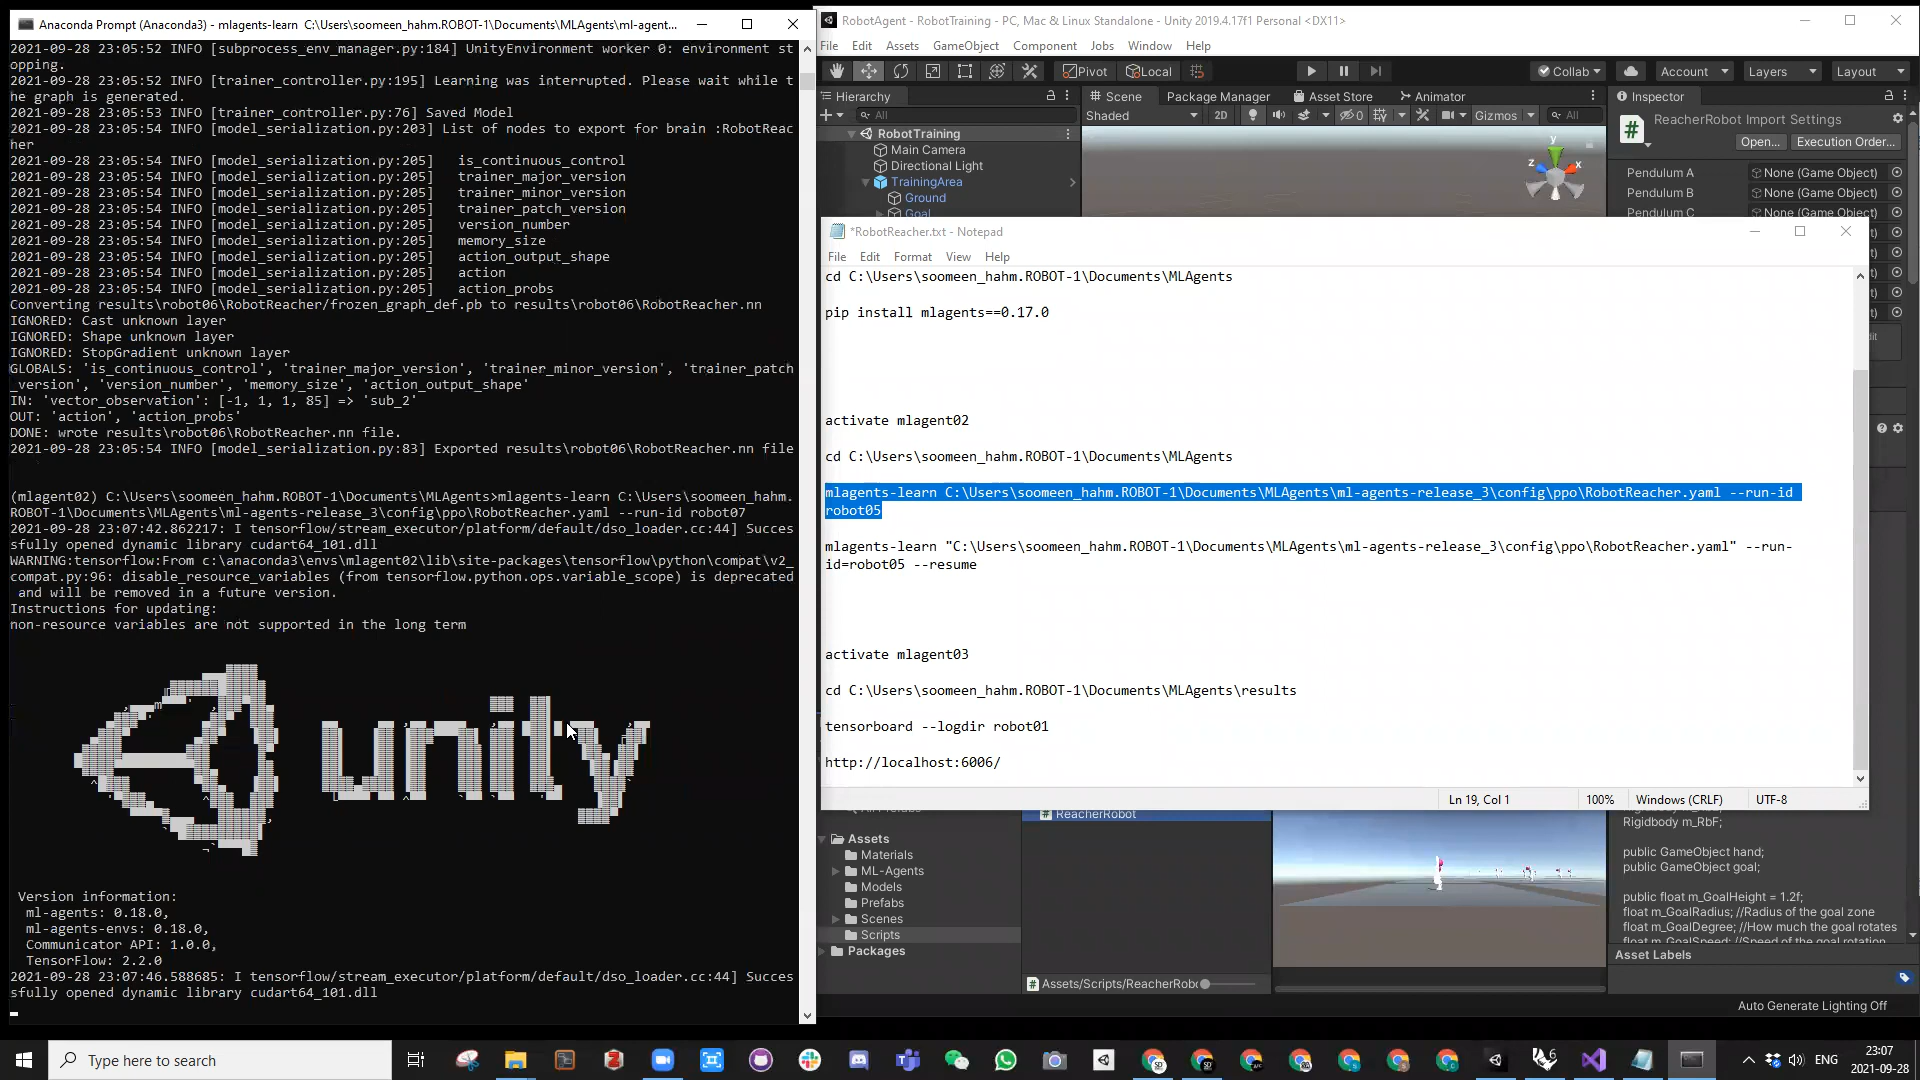 Anaconda Prompt (Anaconda3) - mlagents-learn  C:\Users\soomeen_hahm.ROBOT-1\Documents\MLAgents\ml-agent...
2021-09-28 23:05:52 INFO [subprocess_env_manager.py:184] UnityEnvironment worker 0: environment st
opping.
2021-09-28 23:05:52 INFO [trainer_controller.py:195] Learning was interrupted. Please wait while t
he graph is generated.
2021-09-28 23:05:53 INFO [trainer_controller.py:76] Saved Model
2021-09-28 23:05:54 INFO [model_serialization.py:203] List of nodes to export for brain :RobotReac
her
2021-09-28 23:05:54 INFO [model_serialization.py:205]   is_continuous_control
2021-09-28 23:05:54 INFO [model_serialization.py:205]   trainer_major_version
2021-09-28 23:05:54 INFO [model_serialization.py:205]   trainer_minor_version
2021-09-28 23:05:54 INFO [model_serialization.py:205]   trainer_patch_version
2021-09-28 23:05:54 INFO [model_serialization.py:205]   version_number
2021-09-28 23:05:54 INFO [model_serialization.py:205]   memory_size
2021-09-28 23:05:54 INFO [model_serialization.py:205]   action_output_shape
2021-09-28 23:05:54 INFO [model_serialization.py:205]   action
2021-09-28 23:05:54 INFO [model_serialization.py:205]   action_probs
Converting results\robot06\RobotReacher/frozen_graph_def.pb to results\robot06\RobotReacher.nn
IGNORED: Cast unknown layer
IGNORED: Shape unknown layer
IGNORED: StopGradient unknown layer
GLOBALS: 'is_continuous_control', 'trainer_major_version', 'trainer_minor_version', 'trainer_patch
_version', 'version_number', 'memory_size', 'action_output_shape'
IN: 'vector_observation': [-1, 1, 1, 85] => 'sub_2'
OUT: 'action', 'action_probs'
DONE: wrote results\robot06\RobotReacher.nn file.
2021-09-28 23:05:54 INFO [model_serialization.py:83] Exported results\robot06\RobotReacher.nn file
(mlagent02) C:\Users\soomeen_hahm.ROBOT-1\Documents\MLAgents>mlagents-learn C:\Users\soomeen_hahm.
ROBOT-1\Documents\MLAgents\ml-agents-release_3\config\ppo\RobotReacher.yaml --run-id robot07
2021-09-28 23:07:42.862217: I tensorflow/stream_executor/platform/default/dso_loader.cc:44] Succes
sfully opened dynamic library cudart64_101.dll
WARNING:tensorflow:From c:\anaconda3\envs\mlagent02\lib\site-packages\tensorflow\python\compat\v2_
compat.py:96: disable_resource_variables (from tensorflow.python.ops.variable_scope) is deprecated
 and will be removed in a future version.
Instructions for updating:
non-resource variables are not supported in the long term
unity
Version information:
ml-agents: 0.18.0,
ml-agents-envs: 0.18.0,
Communicator API: 1.0.0,
TensorFlow: 2.2.0
2021-09-28 23:07:46.588685: I tensorflow/stream_executor/platform/default/dso_loader.cc:44] Succes
sfully opened dynamic library cudart64_101.dll
RobotAgent - RobotTraining - PC, Mac & Linux Standalone - Unity 2019.4.17f1 Personal <DX11>
File Edit Assets GameObject Component Jobs Window Help
Pivot Local Collab Account Layers Layout
Hierarchy Scene Package Manager Asset Store Animator Inspector
All Shaded 2D 0 Gizmos All
ReacherRobot Import Settings
Open... Execution Order...
RobotTraining
Main Camera
Directional Light
TrainingArea
Ground
Goal
y
z x
Pendulum A None (Game Object)
Pendulum B None (Game Object)
Pendulum C None (Game Object)
*RobotReacher.txt - Notepad
File Edit Format View Help
cd C:\Users\soomeen_hahm.ROBOT-1\Documents\MLAgents
pip install mlagents==0.17.0
activate mlagent02
cd C:\Users\soomeen_hahm.ROBOT-1\Documents\MLAgents
mlagents-learn C:\Users\soomeen_hahm.ROBOT-1\Documents\MLAgents\ml-agents-release_3\config\ppo\RobotReacher.yaml --run-id
robot05
mlagents-learn "C:\Users\soomeen_hahm.ROBOT-1\Documents\MLAgents\ml-agents-release_3\config\ppo\RobotReacher.yaml" --run-
id=robot05 --resume
activate mlagent03
cd C:\Users\soomeen_hahm.ROBOT-1\Documents\MLAgents\results
tensorboard --logdir robot01
http://localhost:6006/
Ln 19, Col 1 100% Windows (CRLF) UTF-8
ReacherRobot
Assets
Materials
ML-Agents
Models
Prefabs
Scenes
Scripts
Packages
Assets/Scripts/ReacherRob
Rigidbody m_RbF;
public GameObject hand;
public GameObject goal;
public float m_GoalHeight = 1.2f;
float m_GoalRadius; //Radius of the goal zone
float m_GoalDegree; //How much the goal rotates
float m_GoalSpeed; //Speed of the goal rotation
Asset Labels
Auto Generate Lighting Off
Type here to search
ENG
23:07
2021-09-28